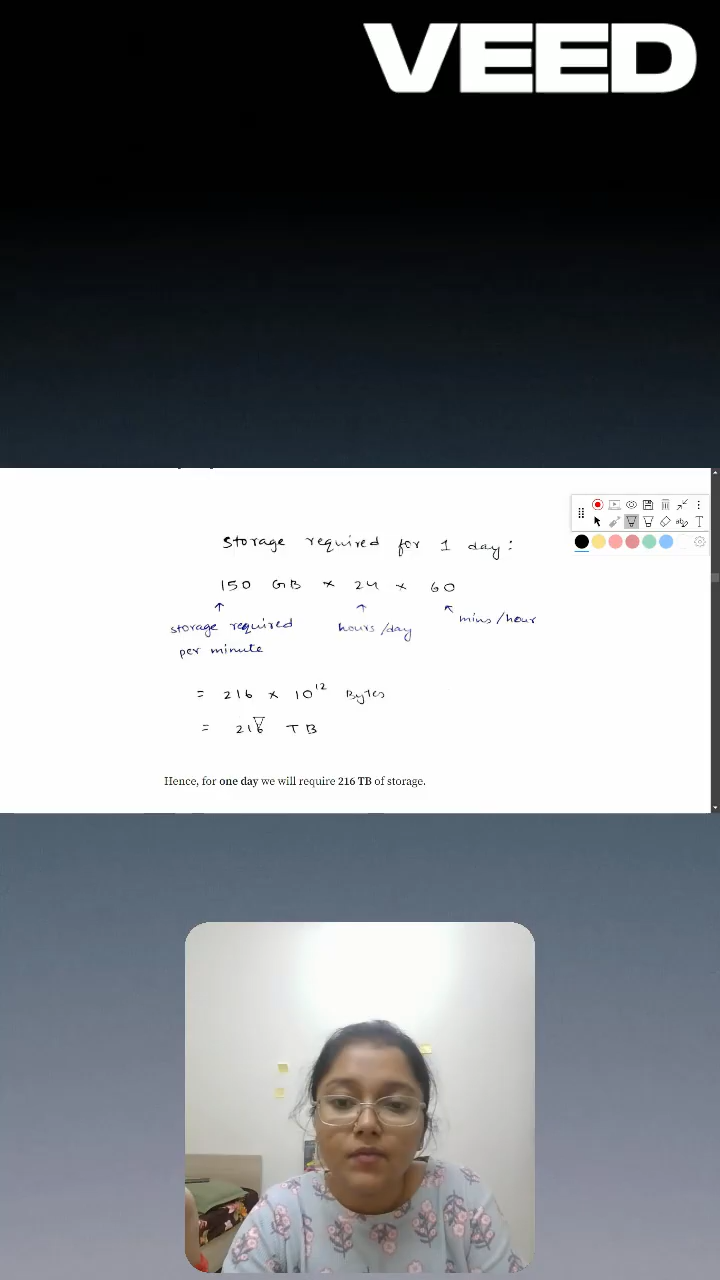 VEED
Storage required for 1 day:
150 GB × 24 × 60
↑ ↑ ↖ mins/hour
storage required hours/day
per minute
= 216 × 10¹² Bytes
= 216 TB
Hence, for one day we will require 216 TB of storage.